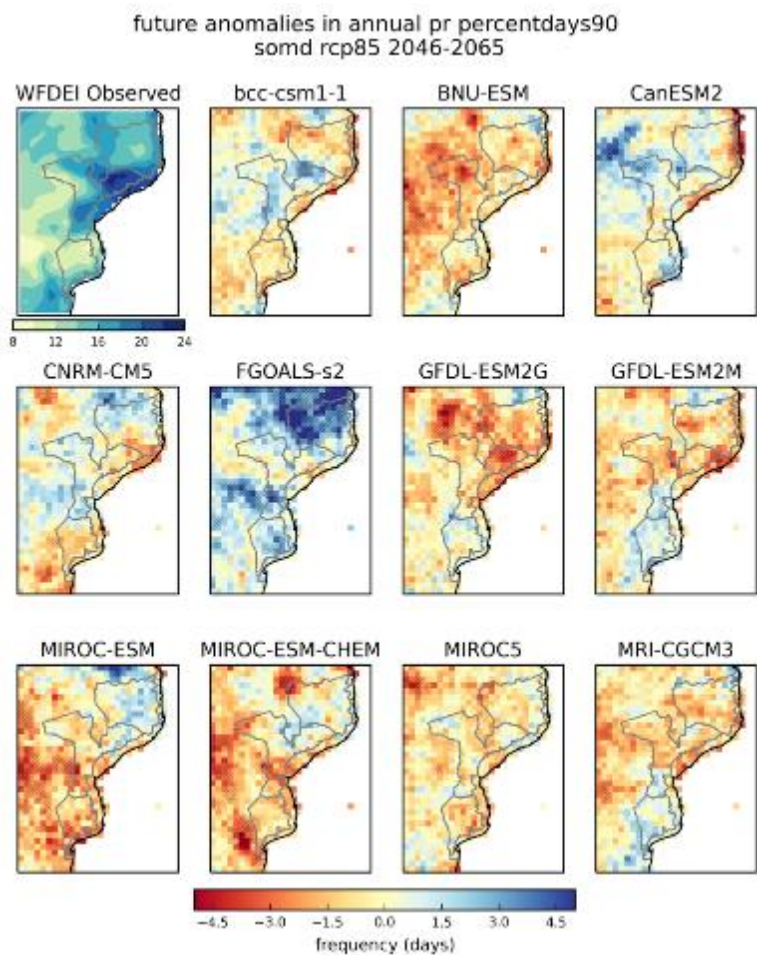 future anomalies in annual pr percentdays90
somd rcp85 2046-2065
WFDEI Observed
bcc-csm1-1
BNU-ESM
CanESM2
8 12 16 20 24
CNRM-CM5
FGOALS-s2
GFDL-ESM2G
GFDL-ESM2M
MIROC-ESM
MIROC-ESM-CHEM
MIROC5
MRI-CGCM3
−4.5 −3.0 −1.5 0.0 1.5 3.0 4.5
frequency (days)